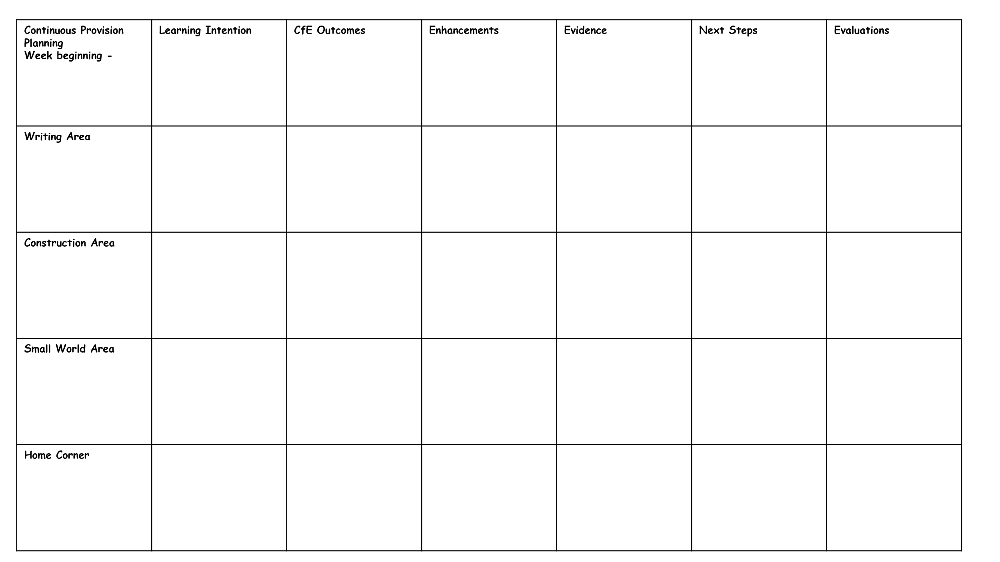 Continuous Provision
Planning
Week beginning -
Learning Intention
CfE Outcomes
Enhancements
Evidence
Next Steps
Evaluations
Writing Area
Construction Area
Small World Area
Home Corner